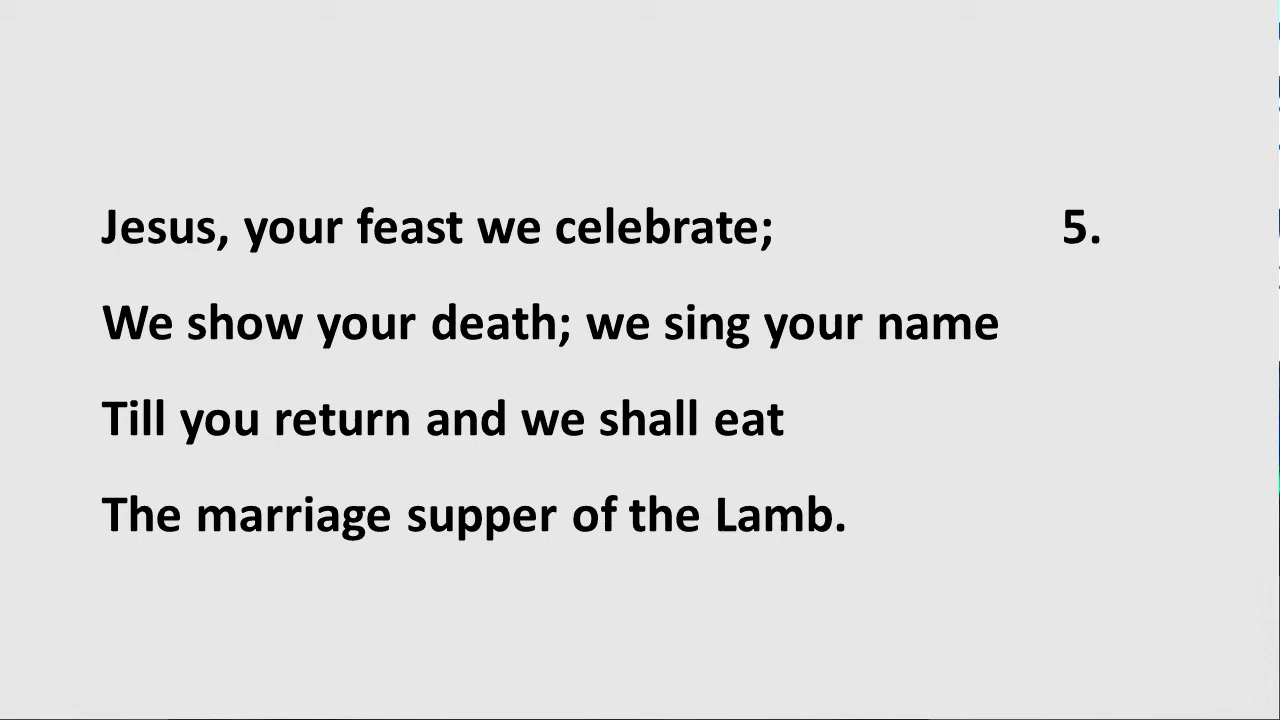 Jesus, your feast we celebrate; 5.
We show your death; we sing your name
Till you return and we shall eat
The marriage supper of the Lamb.